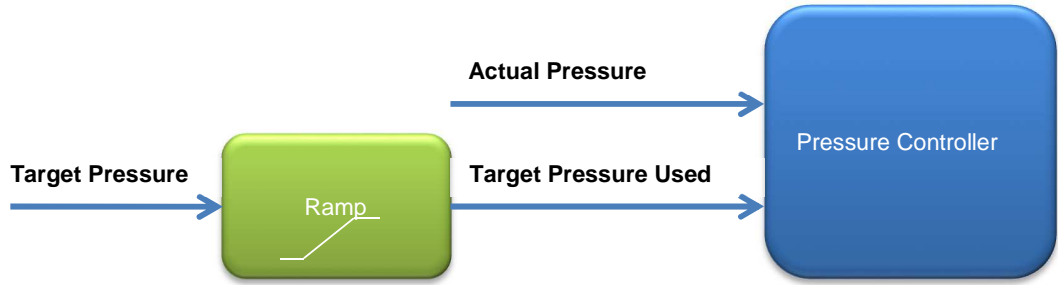 Actual Pressure
Pressure Controller
Target Pressure
Target Pressure Used
Ramp